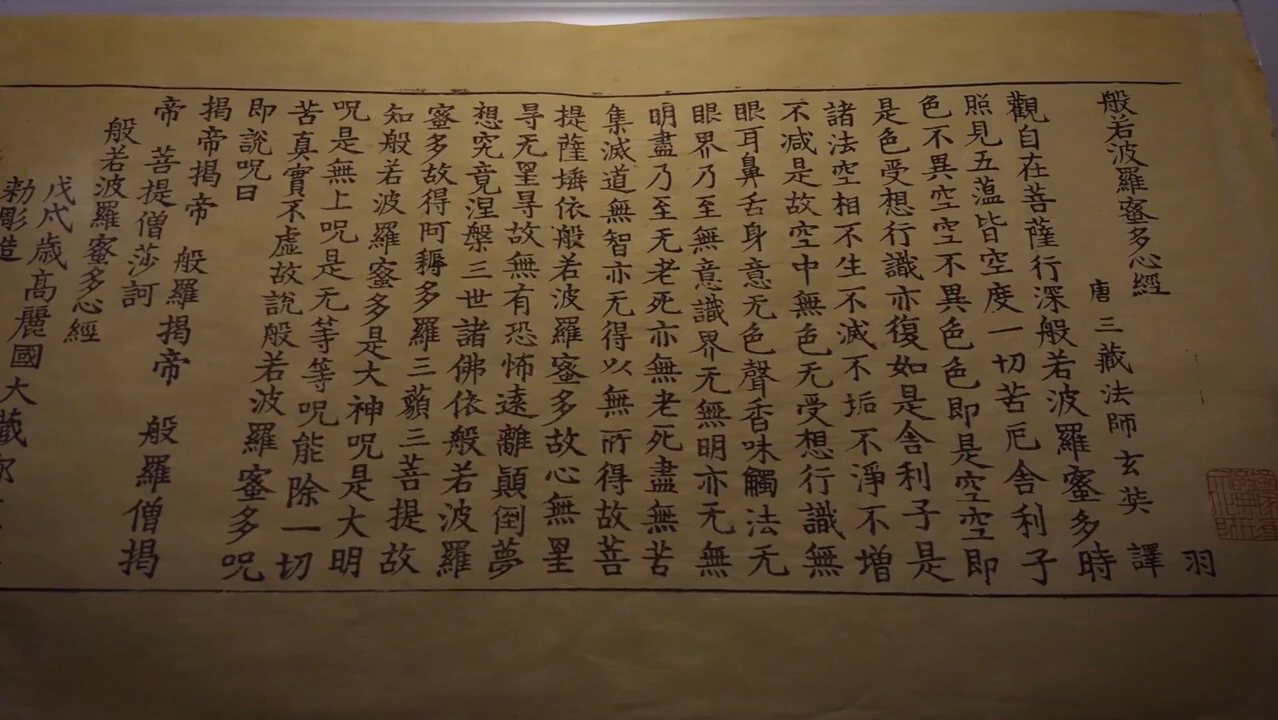 般若波羅蜜多心經
羽
唐三藏法師玄奘譯
觀自在菩薩行深般若波羅蜜多時
照見五蕰皆空度一切苦厄舎利子
色不異空空不異色色即是空空即
是色受想行識亦復如是舎利子是
諸法空相不生不滅不垢不淨不增
不減是故空中無色无受想行識無
眼耳鼻舌身意无色聲香味觸法无
眼界乃至無意識界无無明亦无無
明盡乃至无老死亦無老死盡無苦
集滅道無智亦无得以無所得故菩
提薩埵依般若波羅蜜多故心無罣
㝵无罣㝵故無有恐怖逺離顛倒夢
想究竟涅槃三世諸佛依般若波羅
蜜多故得阿耨多羅三藐三菩提故
知般若波羅蜜多是大神呪是大明
呪是無上呪是无等等呪能除一切
苦真實不虛故說般若波羅蜜多呪
即說呪曰
揭帝揭帝 般羅揭帝 般羅僧揭
帝 菩提僧莎訶
般若波羅蜜多心經
戊戌歳高麗國大藏
勑彫造